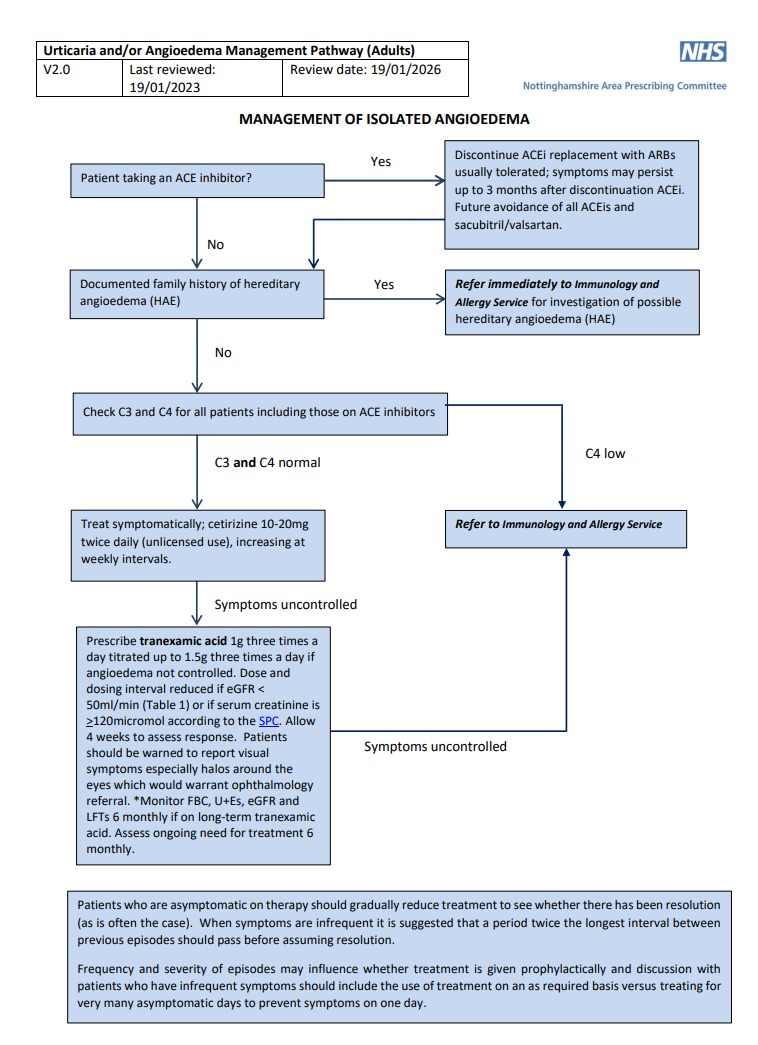 Urticaria and/or Angioedema Management Pathway (Adults)
V2.0
Last reviewed:
19/01/2023
Review date: 19/01/2026
NHS
Nottinghamshire Area Prescribing Committee
MANAGEMENT OF ISOLATED ANGIOEDEMA
Patient taking an ACE inhibitor?
Yes
Discontinue ACEi replacement with ARBs
usually tolerated; symptoms may persist
up to 3 months after discontinuation ACEi.
Future avoidance of all ACEis and
sacubitril/valsartan.
No
Documented family history of hereditary
angioedema (HAE)
Yes
Refer immediately to Immunology and
Allergy Service for investigation of possible
hereditary angioedema (HAE)
No
Check C3 and C4 for all patients including those on ACE inhibitors
C4 low
C3 and C4 normal
Treat symptomatically; cetirizine 10-20mg
twice daily (unlicensed use), increasing at
weekly intervals.
Refer to Immunology and Allergy Service
Symptoms uncontrolled
Prescribe tranexamic acid 1g three times a
day titrated up to 1.5g three times a day if
angioedema not controlled. Dose and
dosing interval reduced if eGFR <
50ml/min (Table 1) or if serum creatinine is
≥120micromol according to the SPC. Allow
4 weeks to assess response. Patients
should be warned to report visual
symptoms especially halos around the
eyes which would warrant ophthalmology
referral. *Monitor FBC, U+Es, eGFR and
LFTs 6 monthly if on long-term tranexamic
acid. Assess ongoing need for treatment 6
monthly.
Symptoms uncontrolled
Patients who are asymptomatic on therapy should gradually reduce treatment to see whether there has been resolution
(as is often the case). When symptoms are infrequent it is suggested that a period twice the longest interval between
previous episodes should pass before assuming resolution.
Frequency and severity of episodes may influence whether treatment is given prophylactically and discussion with
patients who have infrequent symptoms should include the use of treatment on an as required basis versus treating for
very many asymptomatic days to prevent symptoms on one day.